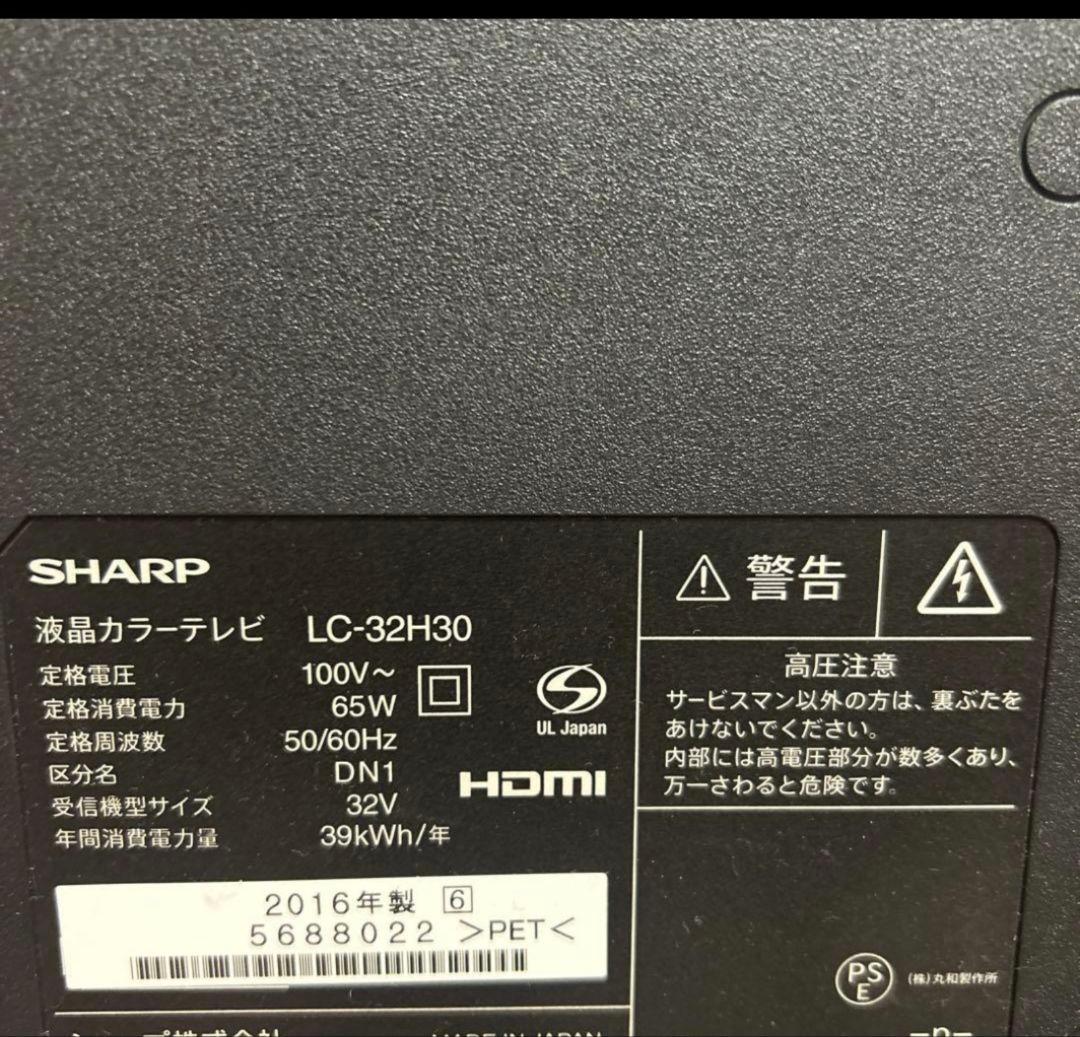 SHARP
液晶カラーテレビ LC-32H30
定格電圧 100V～
定格消費電力 65W
定格周波数 50/60Hz
区分名 DN1
受信機型サイズ 32V
年間消費電力量 39kWh/年
S
UL Japan
HDMI
2016年製 6
5688022 >PET<
警告
高圧注意
サービスマン以外の方は、裏ぶたを
あけないでください。
内部には高電圧部分が数多くあり、
万一さわると危険です。
PS
E
(株)丸和製作所
MADE IN JAPAN